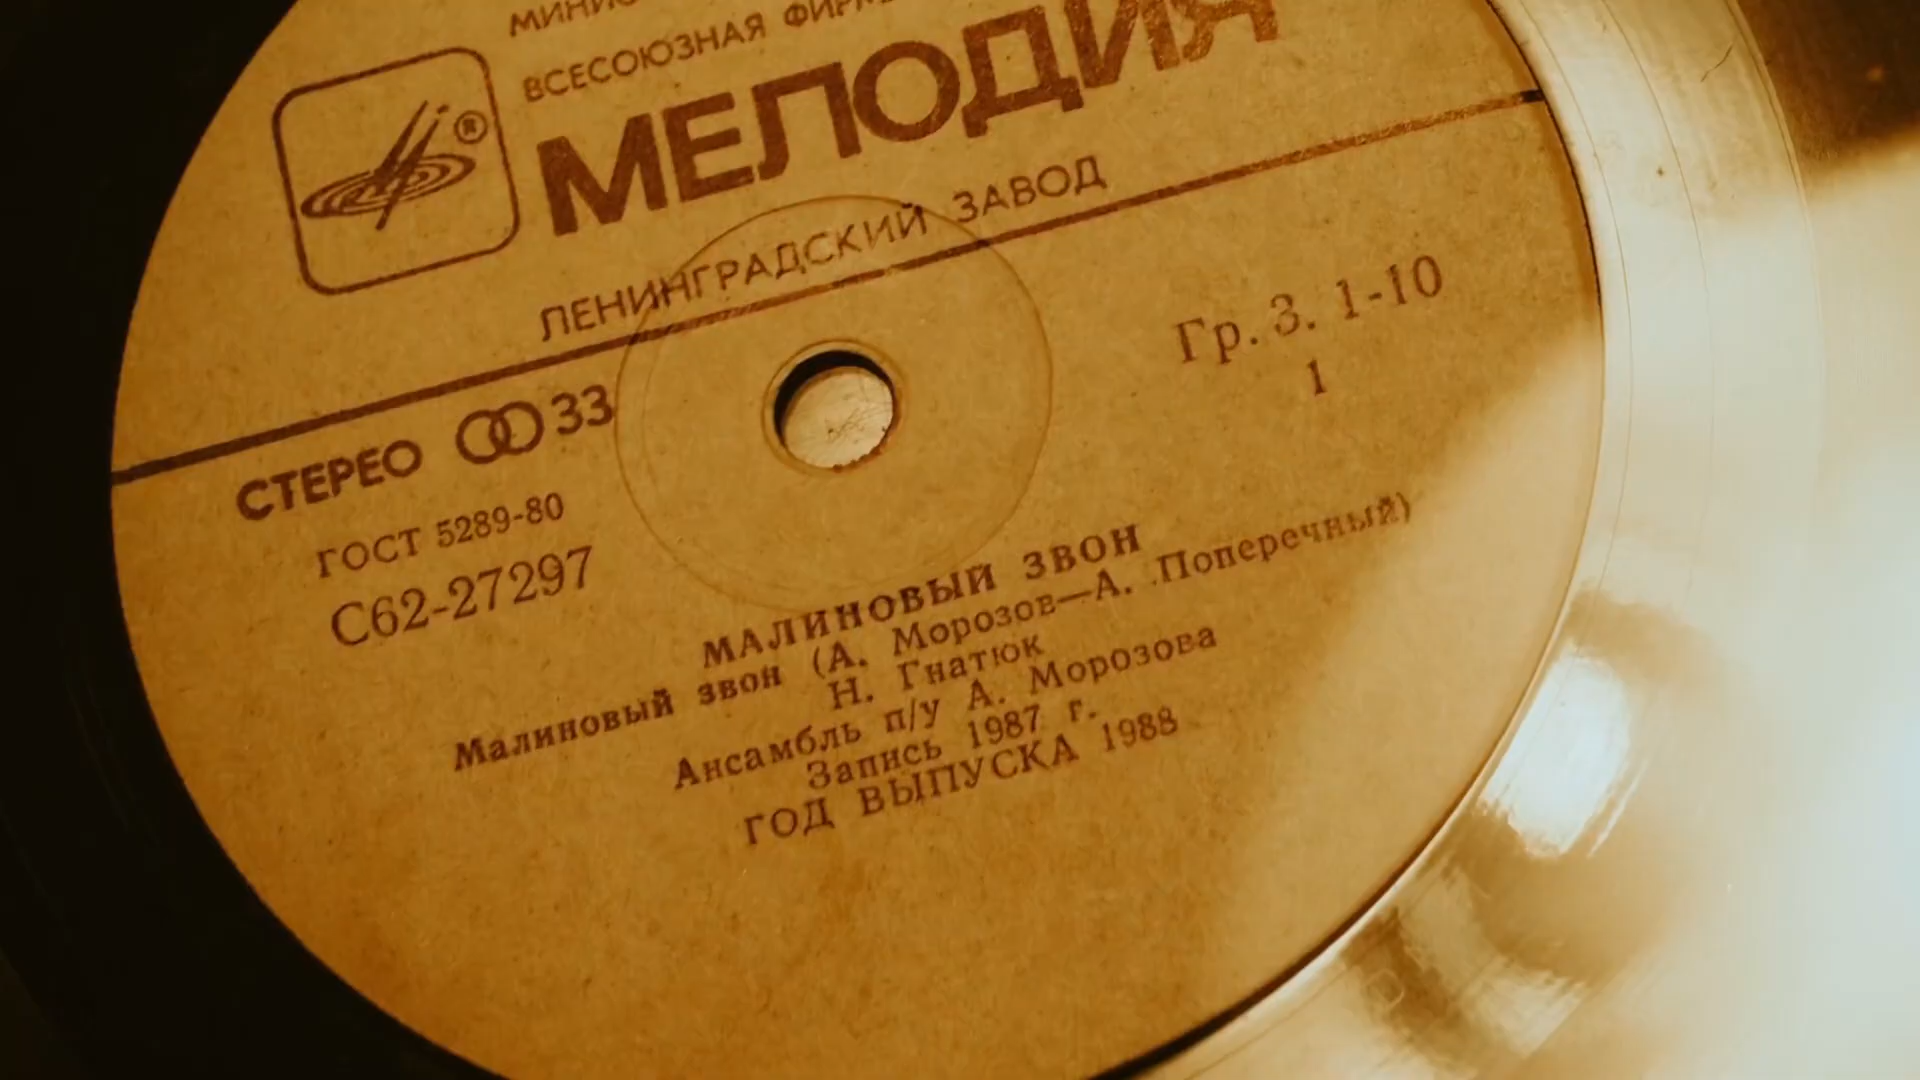 ВСЕСОЮЗНАЯ
МЕЛОДИЯ
®
ЛЕНИНГРАДСКИЙ ЗАВОД
СТЕРЕО 33
Гр. 3. 1-10
1
ГОСТ 5289-80
С62-27297
МАЛИНОВЫЙ ЗВОН
Малиновый звон (А. Морозов—А. Поперечный)
Н. Гнатюк
Ансамбль п/у А. Морозова
Запись 1987 г.
ГОД ВЫПУСКА 1988